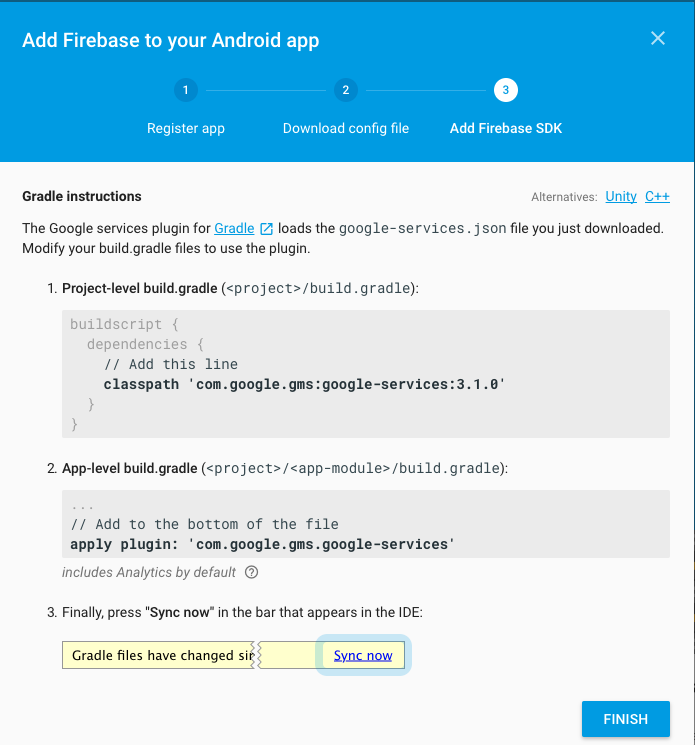 Add Firebase to your Android app
1
2
3
Register app
Download config file
Add Firebase SDK
Gradle instructions
Alternatives: Unity C++
The Google services plugin for Gradle loads the google-services.json file you just downloaded.
Modify your build.gradle files to use the plugin.
1. Project-level build.gradle (<project>/build.gradle):
buildscript {
dependencies {
// Add this line
classpath 'com.google.gms:google-services:3.1.0'
}
}
2. App-level build.gradle (<project>/<app-module>/build.gradle):
...
// Add to the bottom of the file
apply plugin: 'com.google.gms.google-services'
includes Analytics by default ?
3. Finally, press "Sync now" in the bar that appears in the IDE:
Gradle files have changed sin Sync now
FINISH